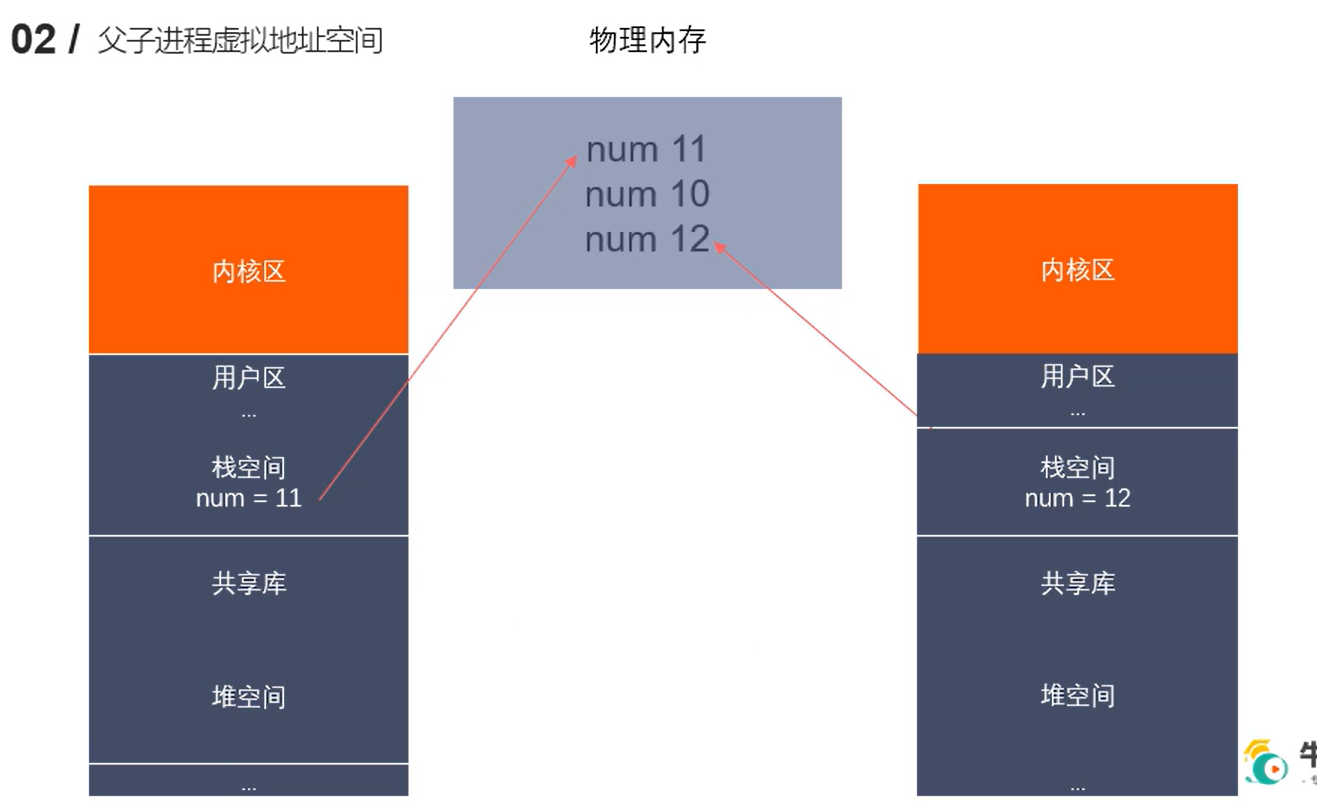 02 / 父子进程虚拟地址空间
物理内存
num 11
num 10
num 12
内核区
用户区
...
栈空间
num = 11
共享库
堆空间
...
内核区
用户区
...
栈空间
num = 12
共享库
堆空间
...